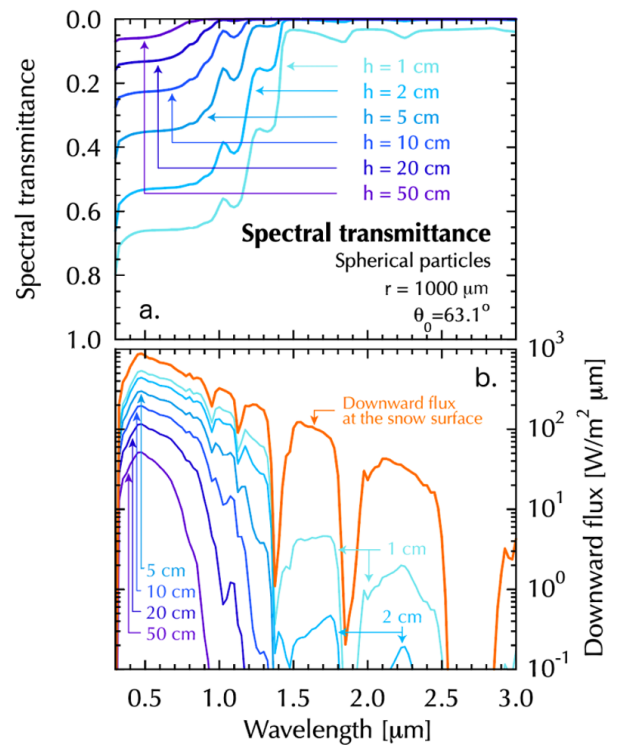 0.0
0.2
0.4
0.6
0.8
1.0
Spectral transmittance
h = 1 cm
h = 2 cm
h = 5 cm
h = 10 cm
h = 20 cm
h = 50 cm
Spectral transmittance
Spherical particles
r = 1000 μm
θ0=63.1°
a.
b.
10³
10²
10¹
10⁰
10⁻¹
Downward flux [W/m² μm]
Downward flux
at the snow surface
1 cm
2 cm
5 cm
10 cm
20 cm
50 cm
0.5 1.0 1.5 2.0 2.5 3.0
Wavelength [μm]